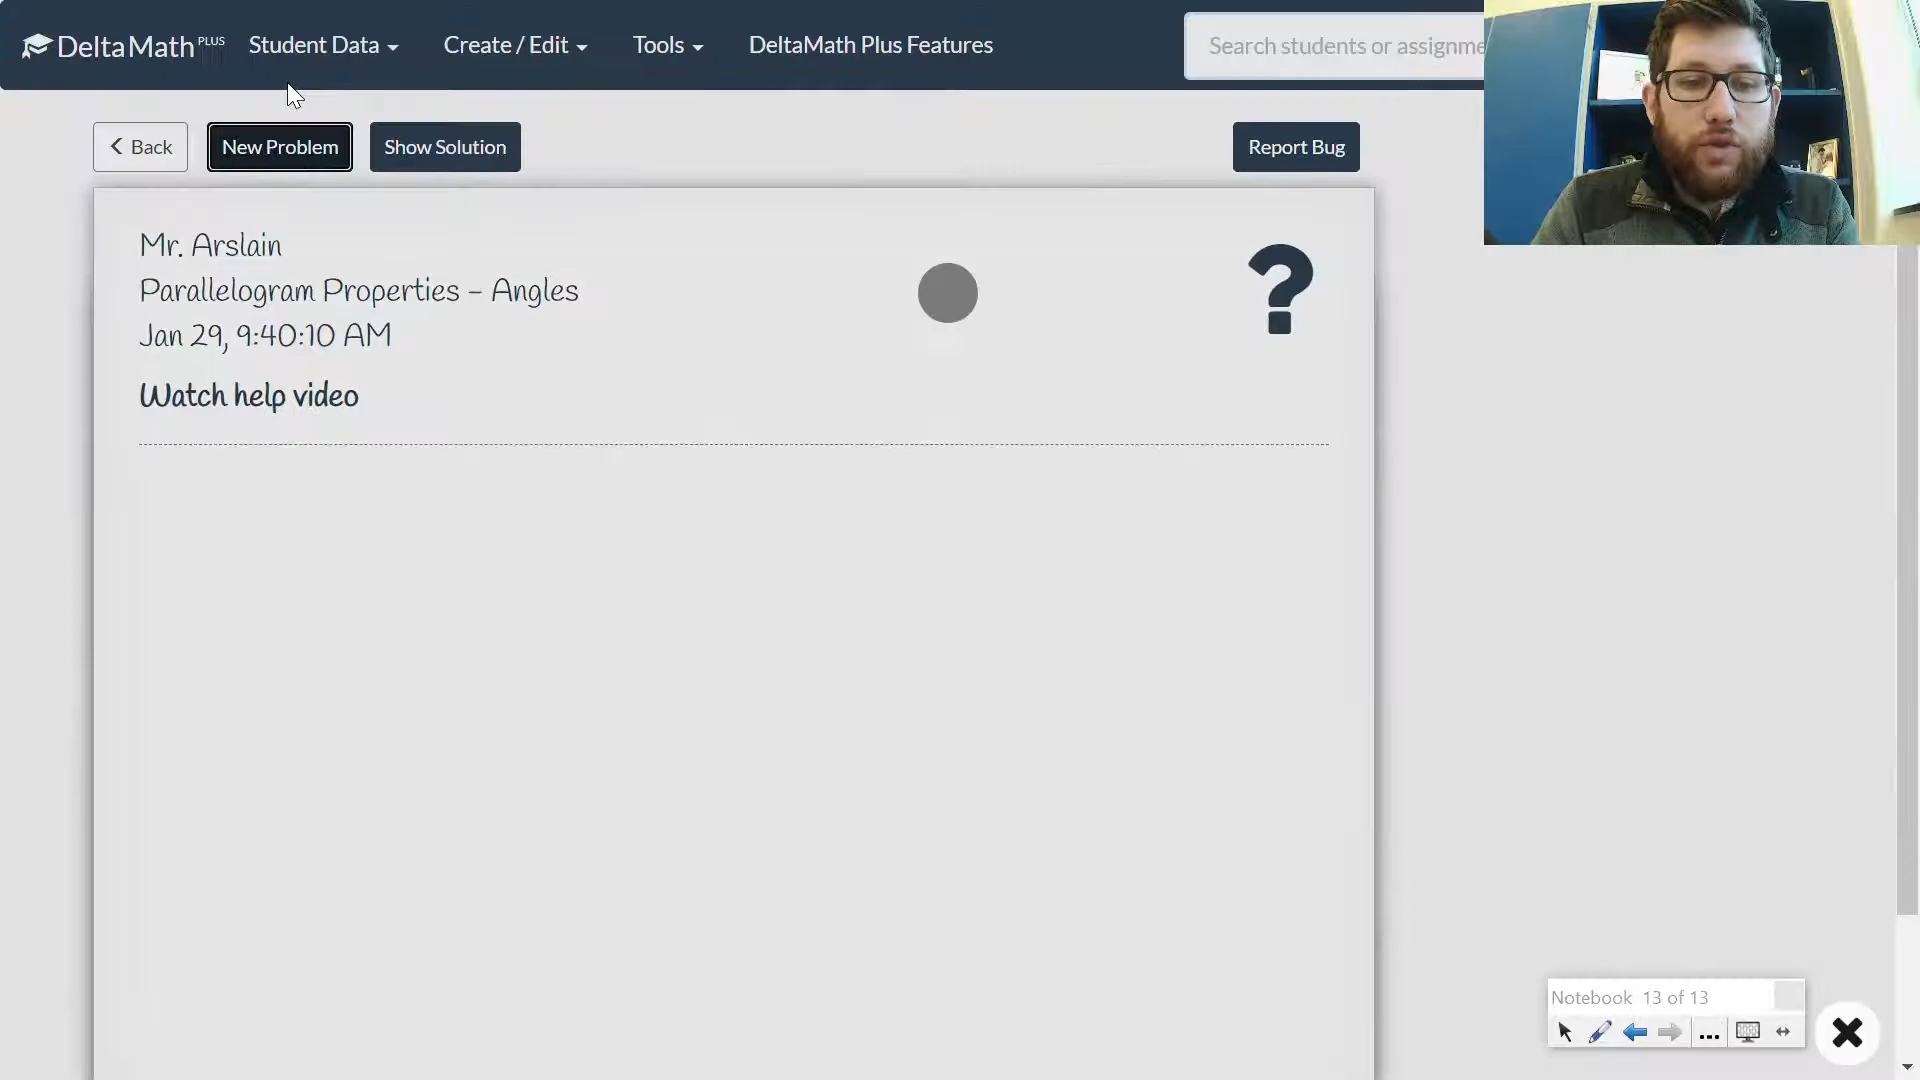 DeltaMath PLUS Student Data Create / Edit Tools DeltaMath Plus Features Search students or assignme
Back New Problem Show Solution Report Bug
Mr. Arslain
Parallelogram Properties - Angles
Jan 29, 9:40:10 AM
?
Watch help video
Notebook 13 of 13
...